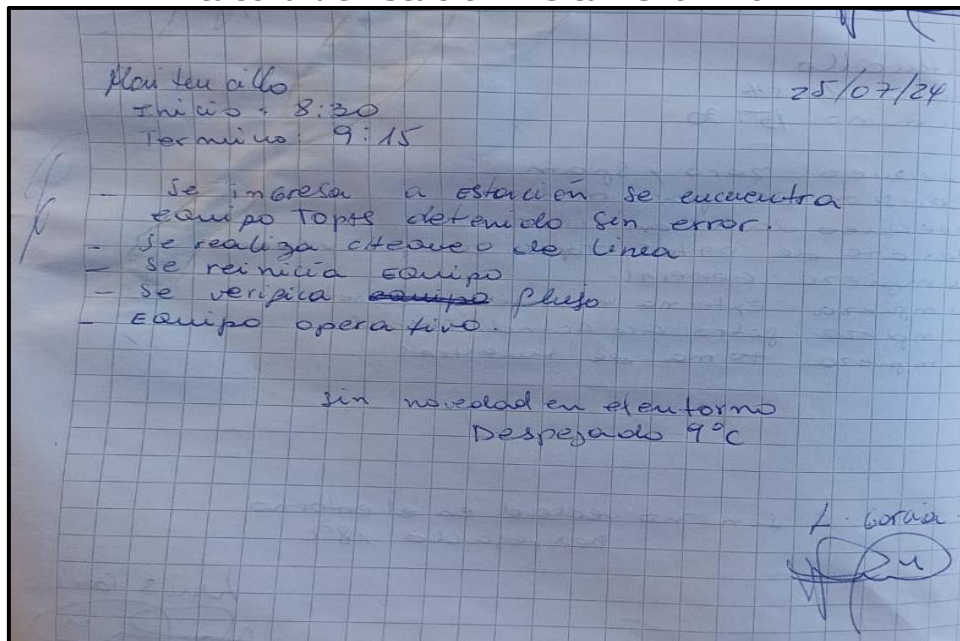 Maitencillo
25/07/24
Inicio : 8:30
Termino : 9:15
- Se ingresa a estación se encuentra
equipo Topas detenido sin error.
- Se realiza chequeo de linea
- Se reinicia equipo
- Se verifica equipo flujo
- Equipo operativo.
Sin novedad en el entorno
Despejado 9°C
L. Garcia